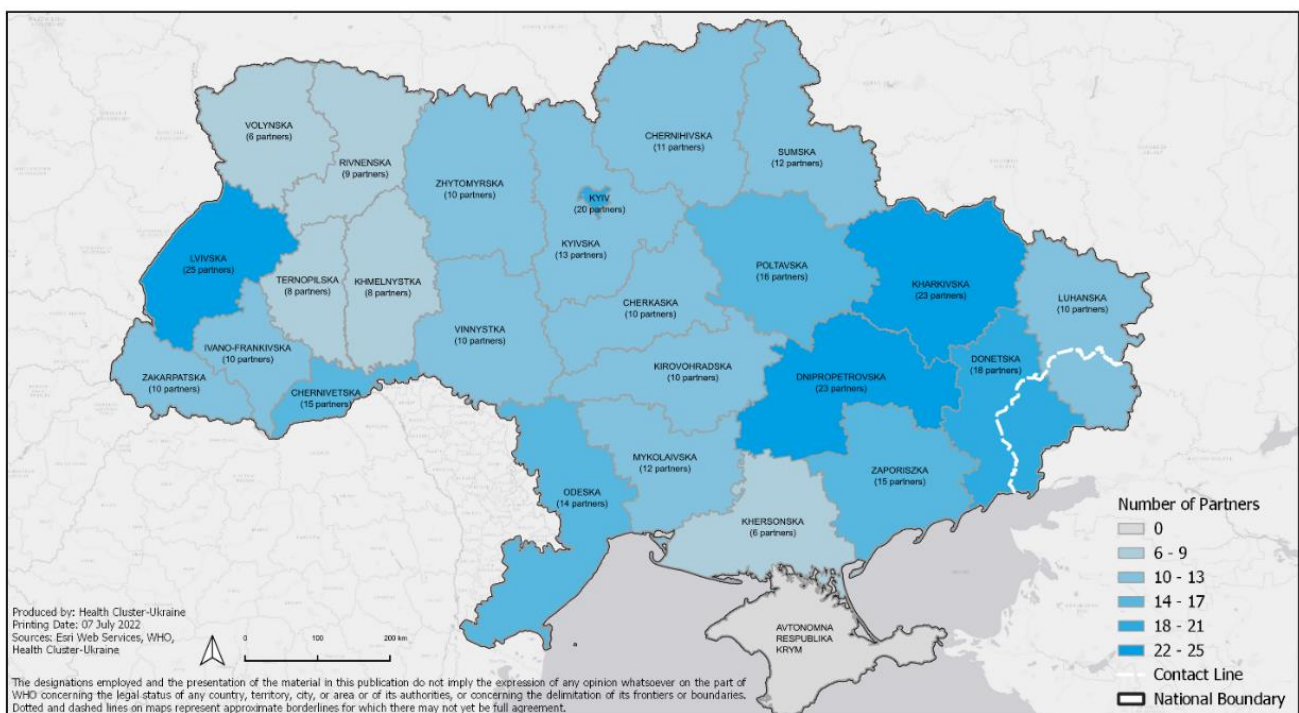 VOLYNSKA
(6 partners)
RIVNENSKA
(9 partners)
ZHYTOMYRSKA
(10 partners)
KYIV
(20 partners)
KYIVSKA
(13 partners)
CHERNIHIVSKA
(11 partners)
SUMSKA
(12 partners)
LVIVSKA
(25 partners)
TERNOPILSKA
(8 partners)
KHMELNYSTKA
(8 partners)
POLTAVSKA
(16 partners)
KHARKIVSKA
(23 partners)
LUHANSKA
(10 partners)
CHERKASKA
(10 partners)
VINNYSTKA
(10 partners)
IVANO-FRANKIVSKA
(10 partners)
ZAKARPATSKA
(10 partners)
CHERNIVETSKA
(15 partners)
KIROVOHRADSKA
(10 partners)
DNIPROPETROVSKA
(23 partners)
DONETSKA
(18 partners)
MYKOLAIVSKA
(12 partners)
ZAPORISZKA
(15 partners)
ODESKA
(14 partners)
KHERSONSKA
(6 partners)
AVTONOMNA
RESPUBLIKA
KRYM
Number of Partners
0
6 - 9
10 - 13
14 - 17
18 - 21
22 - 25
Contact Line
National Boundary
Produced by: Health Cluster-Ukraine
Printing Date: 07 July 2022
Sources: Esri Web Services, WHO,
Health Cluster-Ukraine
0 100 200 km
The designations employed and the presentation of the material in this publication do not imply the expression of any opinion whatsoever on the part of
WHO concerning the legal status of any country, territory, city, or area or of its authorities, or concerning the delimitation of its frontiers or boundaries.
Dotted and dashed lines on maps represent approximate borderlines for which there may not yet be full agreement.